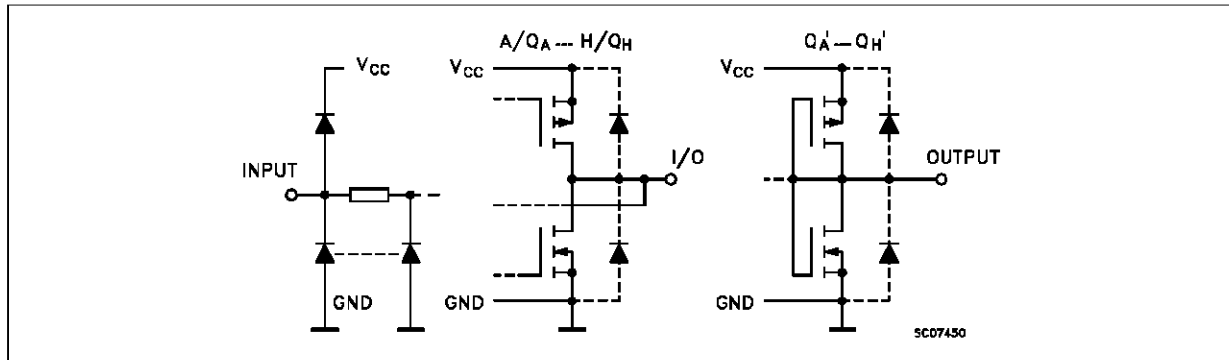 A/QA --- H/QH
QA' — QH'
VCC
VCC
VCC
INPUT
I/O
OUTPUT
GND
GND
GND
SC07450